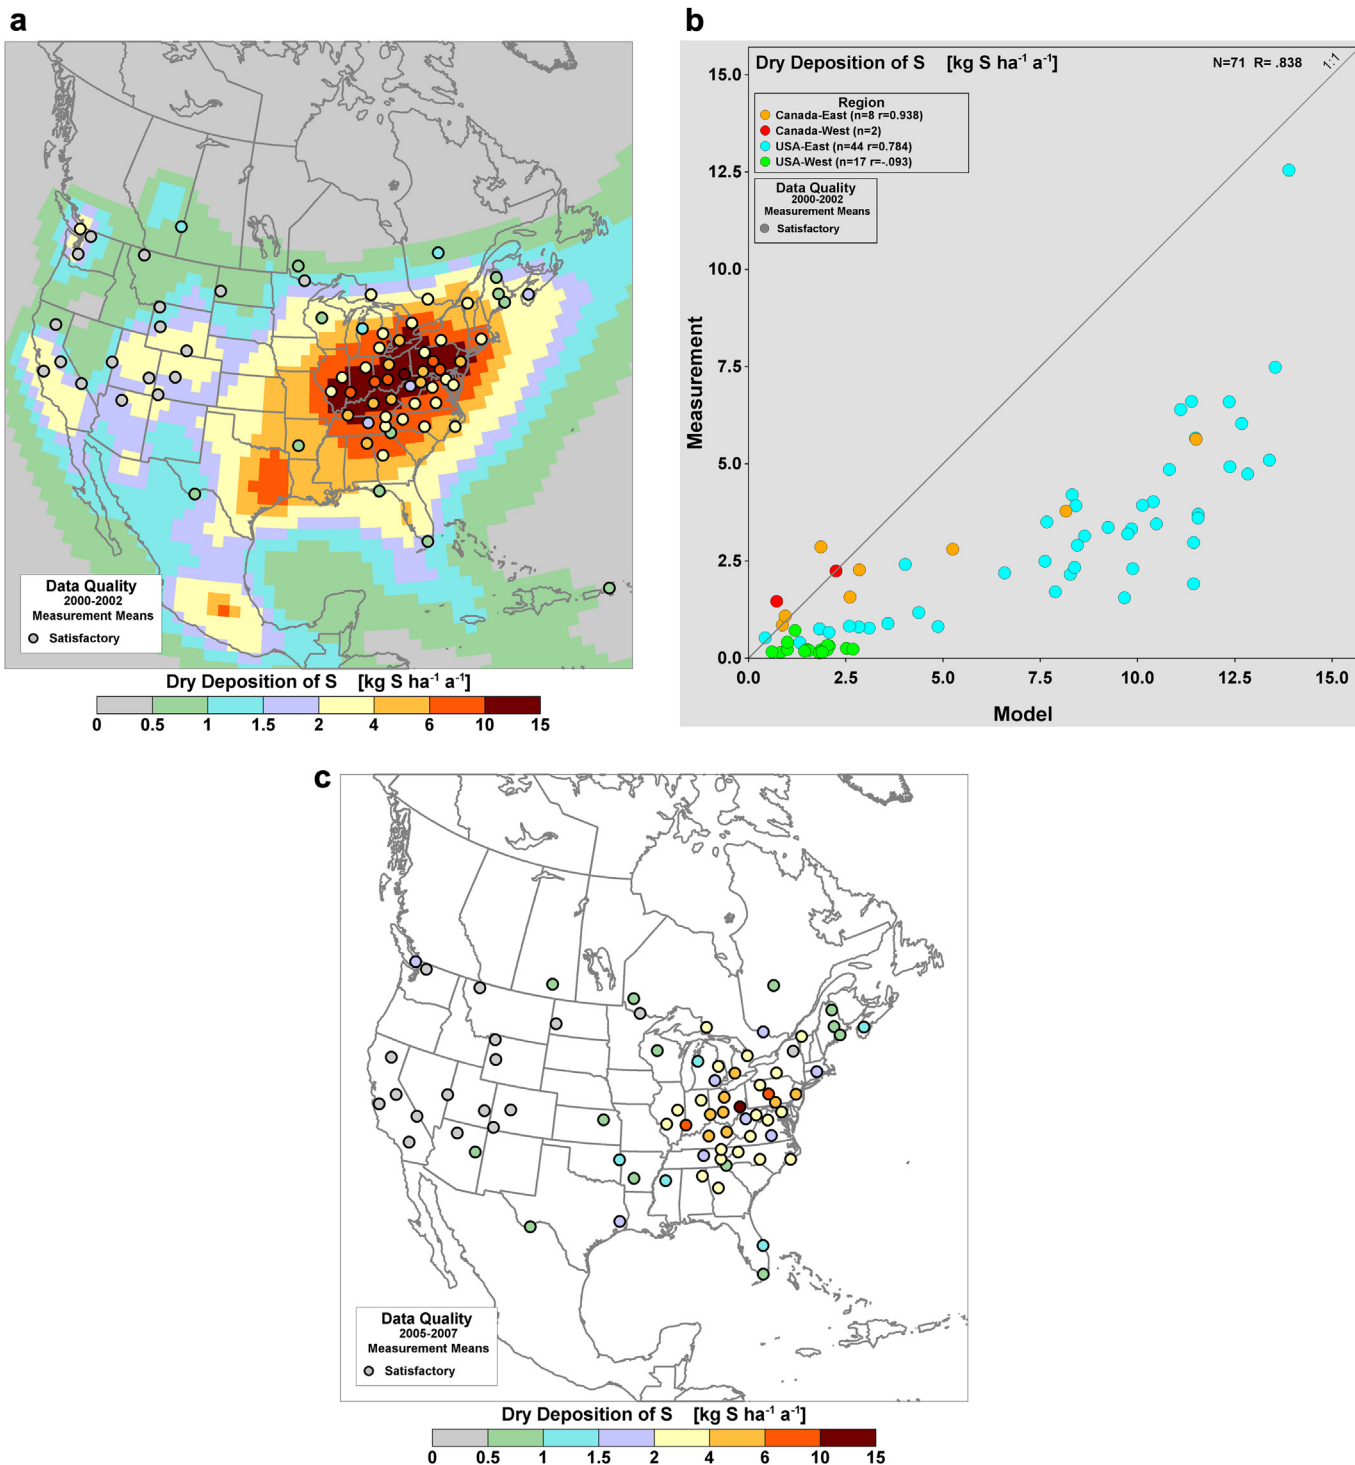 a
Data Quality
2000-2002
Measurement Means
Satisfactory
Dry Deposition of S [kg S ha⁻¹ a⁻¹]
0 0.5 1 1.5 2 4 6 10 15
b
Dry Deposition of S [kg S ha⁻¹ a⁻¹]
N=71 R= .838
1:1
Region
Canada-East (n=8 r=0.938)
Canada-West (n=2)
USA-East (n=44 r=0.784)
USA-West (n=17 r=-.093)
Data Quality
2000-2002
Measurement Means
Satisfactory
15.0
12.5
10.0
7.5
5.0
2.5
0.0
Measurement
0.0 2.5 5.0 7.5 10.0 12.5 15.0
Model
c
Data Quality
2005-2007
Measurement Means
Satisfactory
Dry Deposition of S [kg S ha⁻¹ a⁻¹]
0 0.5 1 1.5 2 4 6 10 15